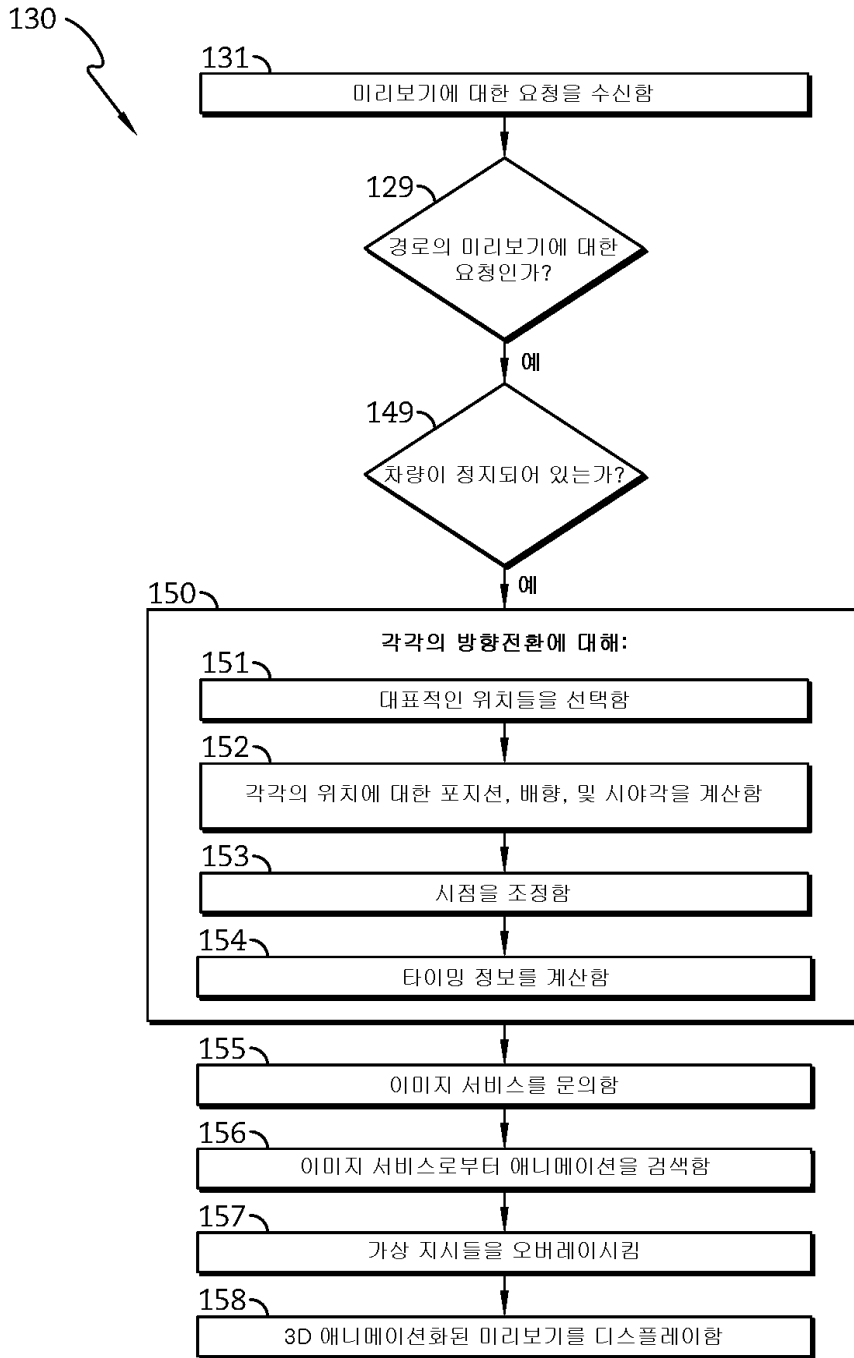 130
131
미리보기에 대한 요청을 수신함
129
경로의 미리보기에 대한
요청인가?
예
149
차량이 정지되어 있는가?
예
150
각각의 방향전환에 대해:
151
대표적인 위치들을 선택함
152
각각의 위치에 대한 포지션, 배향, 및 시야각을 계산함
153
시점을 조정함
154
타이밍 정보를 계산함
155
이미지 서비스를 문의함
156
이미지 서비스로부터 애니메이션을 검색함
157
가상 지시들을 오버레이시킴
158
3D 애니메이션화된 미리보기를 디스플레이함